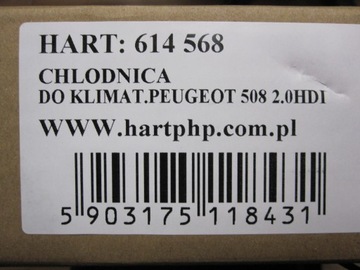 HART: 614 568
CHLODNICA
DO KLIMAT.PEUGEOT 508 2.0HDI
WWW.hartphp.com.pl
5 903175 118431